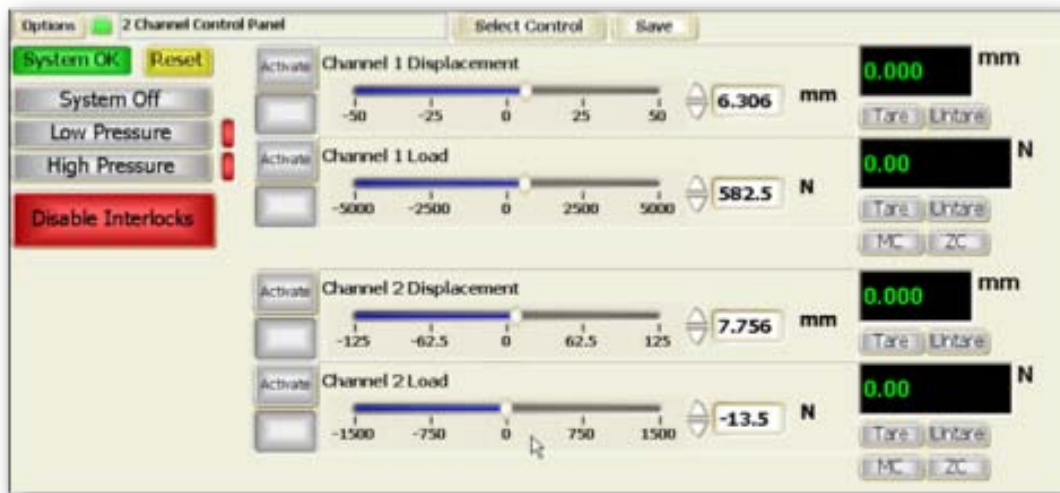 Options 2 Channel Control Panel Select Control Save
System OK Reset
System Off
Low Pressure
High Pressure
Disable Interlocks
Activate Channel 1 Displacement
-50 -25 0 25 50
6.306 mm
0.000 mm
Tare Untare
Activate Channel 1 Load
-5000 -2500 0 2500 5000
582.5 N
0.00 N
Tare Untare
MC ZC
Activate Channel 2 Displacement
-125 -62.5 0 62.5 125
7.756 mm
0.000 mm
Tare Untare
Activate Channel 2 Load
-1500 -750 0 750 1500
-13.5 N
0.00 N
Tare Untare
MC ZC